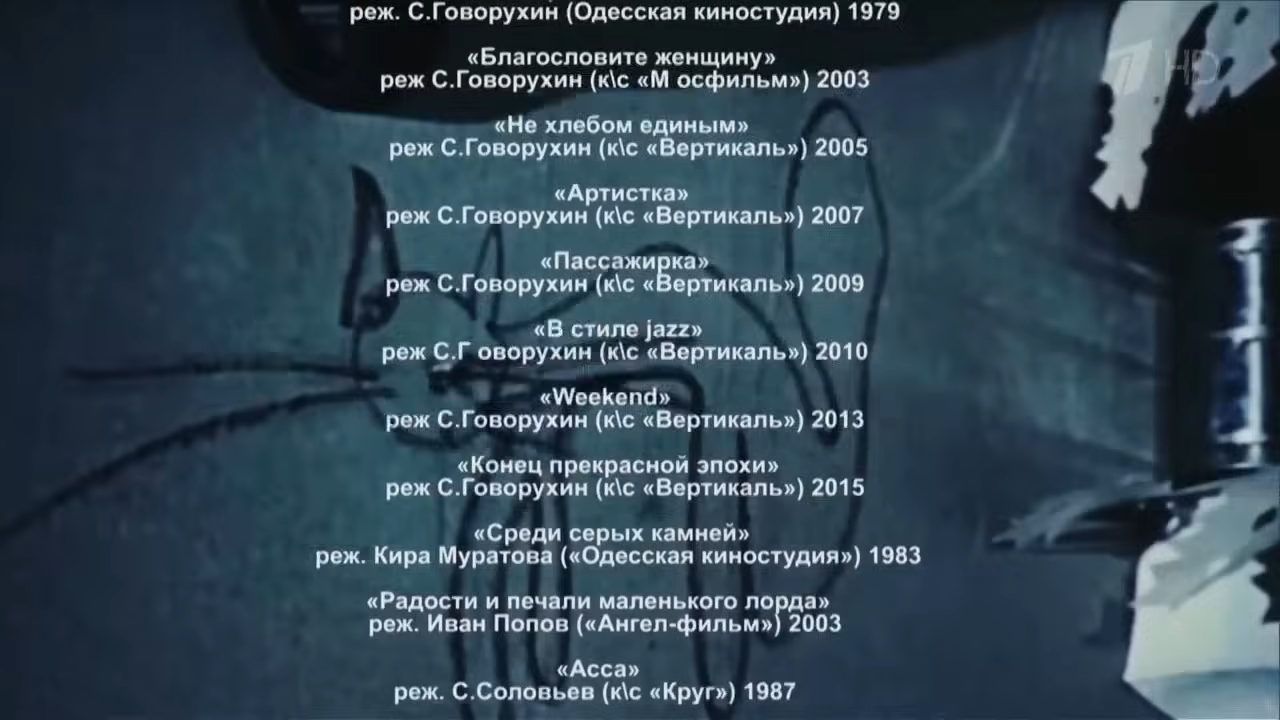 реж. С.Говорухин (Одесская киностудия) 1979
«Благословите женщину»
реж С.Говорухин (к\с «М осфильм») 2003
«Не хлебом единым»
реж С.Говорухин (к\с «Вертикаль») 2005
«Артистка»
реж С.Говорухин (к\с «Вертикаль») 2007
«Пассажирка»
реж С.Говорухин (к\с «Вертикаль») 2009
«В стиле jazz»
реж С.Г оворухин (к\с «Вертикаль») 2010
«Weekend»
реж С.Говорухин (к\с «Вертикаль») 2013
«Конец прекрасной эпохи»
реж С.Говорухин (к\с «Вертикаль») 2015
«Среди серых камней»
реж. Кира Муратова («Одесская киностудия») 1983
«Радости и печали маленького лорда»
реж. Иван Попов («Ангел-фильм») 2003
«Асса»
реж. С.Соловьев (к\с «Круг») 1987
1 HD